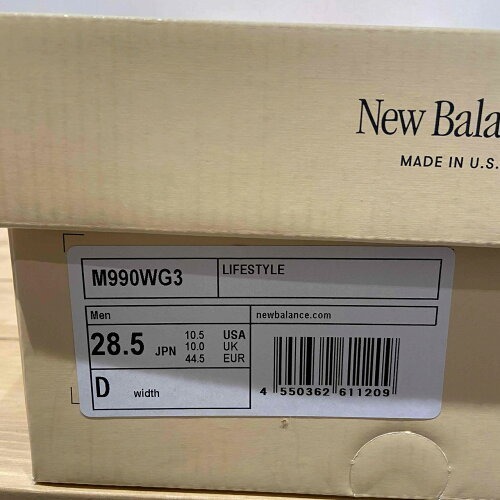 New Bala
MADE IN U.S.
M990WG3
LIFESTYLE
Men
newbalance.com
28.5 JPN
10.5 USA
10.0 UK
44.5 EUR
D width
4 550362 611209